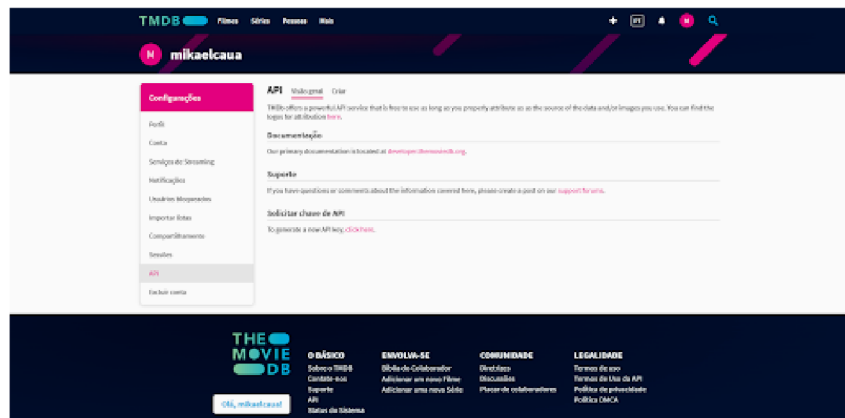 TMDB Filmes Séries Pessoas Mais + PT M
M mikaelcaua
Configurações
Perfil
Conta
Serviços de Streaming
Notificações
Usuários bloqueados
Importar listas
Compartilhamento
Sessões
API
Excluir conta
API Visão geral Criar
TMDb offers a powerful API service that is free to use as long as you properly attribute us as the source of the data and/or images you use. You can find the
logos for attribution here.
Documentação
Our primary documentation is located at developer.themoviedb.org.
Suporte
If you have questions or comments about the information covered here, please create a post on our support forums.
Solicitar chave de API
To generate a new API key, click here.
THE
MOVIE
DB
Olá, mikaelcaua!
O BÁSICO
Sobre o TMDB
Contate-nos
Suporte
API
Status do Sistema
ENVOLVA-SE
Bíblia do Colaborador
Adicionar um novo Filme
Adicionar uma nova Série
COMUNIDADE
Diretrizes
Discussões
Placar de colaboradores
LEGALIDADE
Termos de uso
Termos de Uso da API
Política de privacidade
Política DMCA